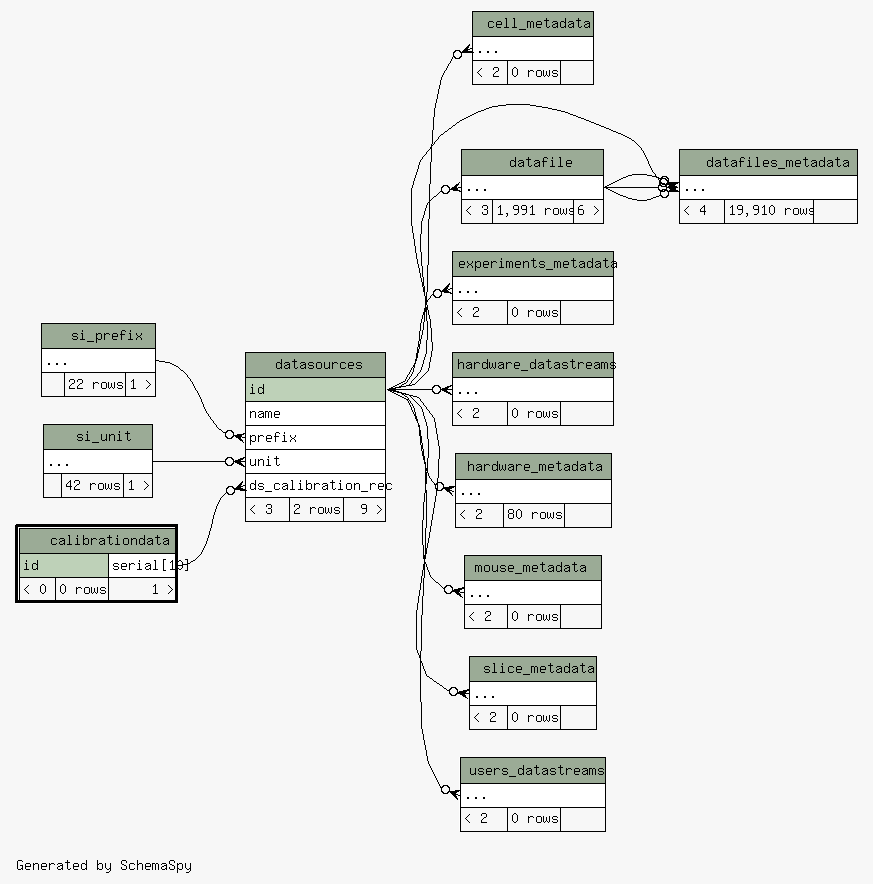 cell_metadata
...
< 2 0 rows
datafile
...
< 3 1,991 rows 6 >
datafiles_metadata
...
< 4 19,910 rows
experiments_metadata
...
< 2 0 rows
si_prefix
...
22 rows 1 >
datasources
id
name
prefix
unit
ds_calibration_rec
< 3 2 rows 9 >
hardware_datastreams
...
< 2 0 rows
si_unit
...
42 rows 1 >
hardware_metadata
...
< 2 80 rows
calibrationdata
id serial[10]
< 0 0 rows 1 >
mouse_metadata
...
< 2 0 rows
slice_metadata
...
< 2 0 rows
users_datastreams
...
< 2 0 rows
Generated by SchemaSpy